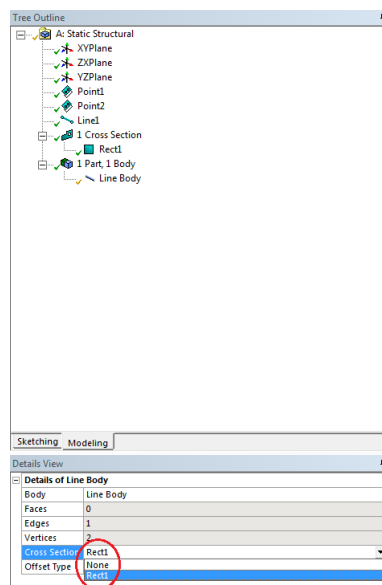 Tree Outline
A: Static Structural
XYPlane
ZXPlane
YZPlane
Point1
Point2
Line1
1 Cross Section
Rect1
1 Part, 1 Body
Line Body
Sketching Modeling
Details View
Details of Line Body
Body Line Body
Faces 0
Edges 1
Vertices 2
Cross Section Rect1
Offset Type None
Rect1